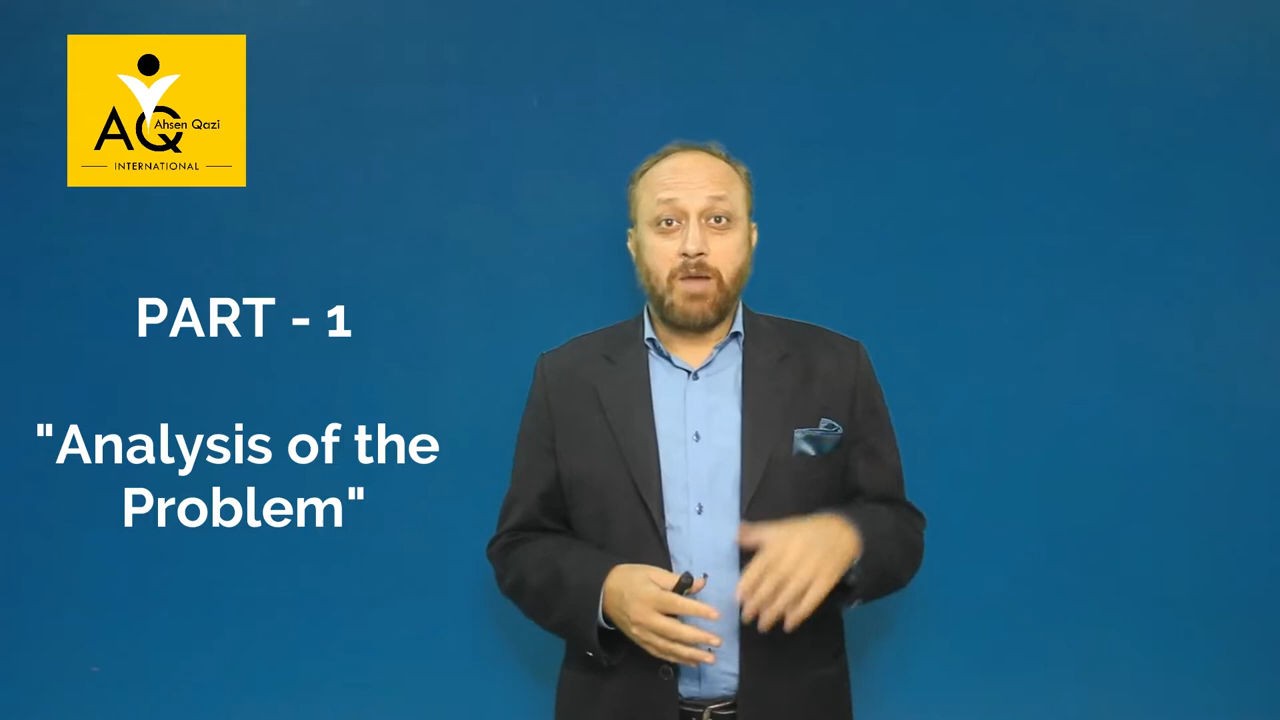 AQ
Ahsen Qazi
INTERNATIONAL
PART - 1
"Analysis of the
Problem"